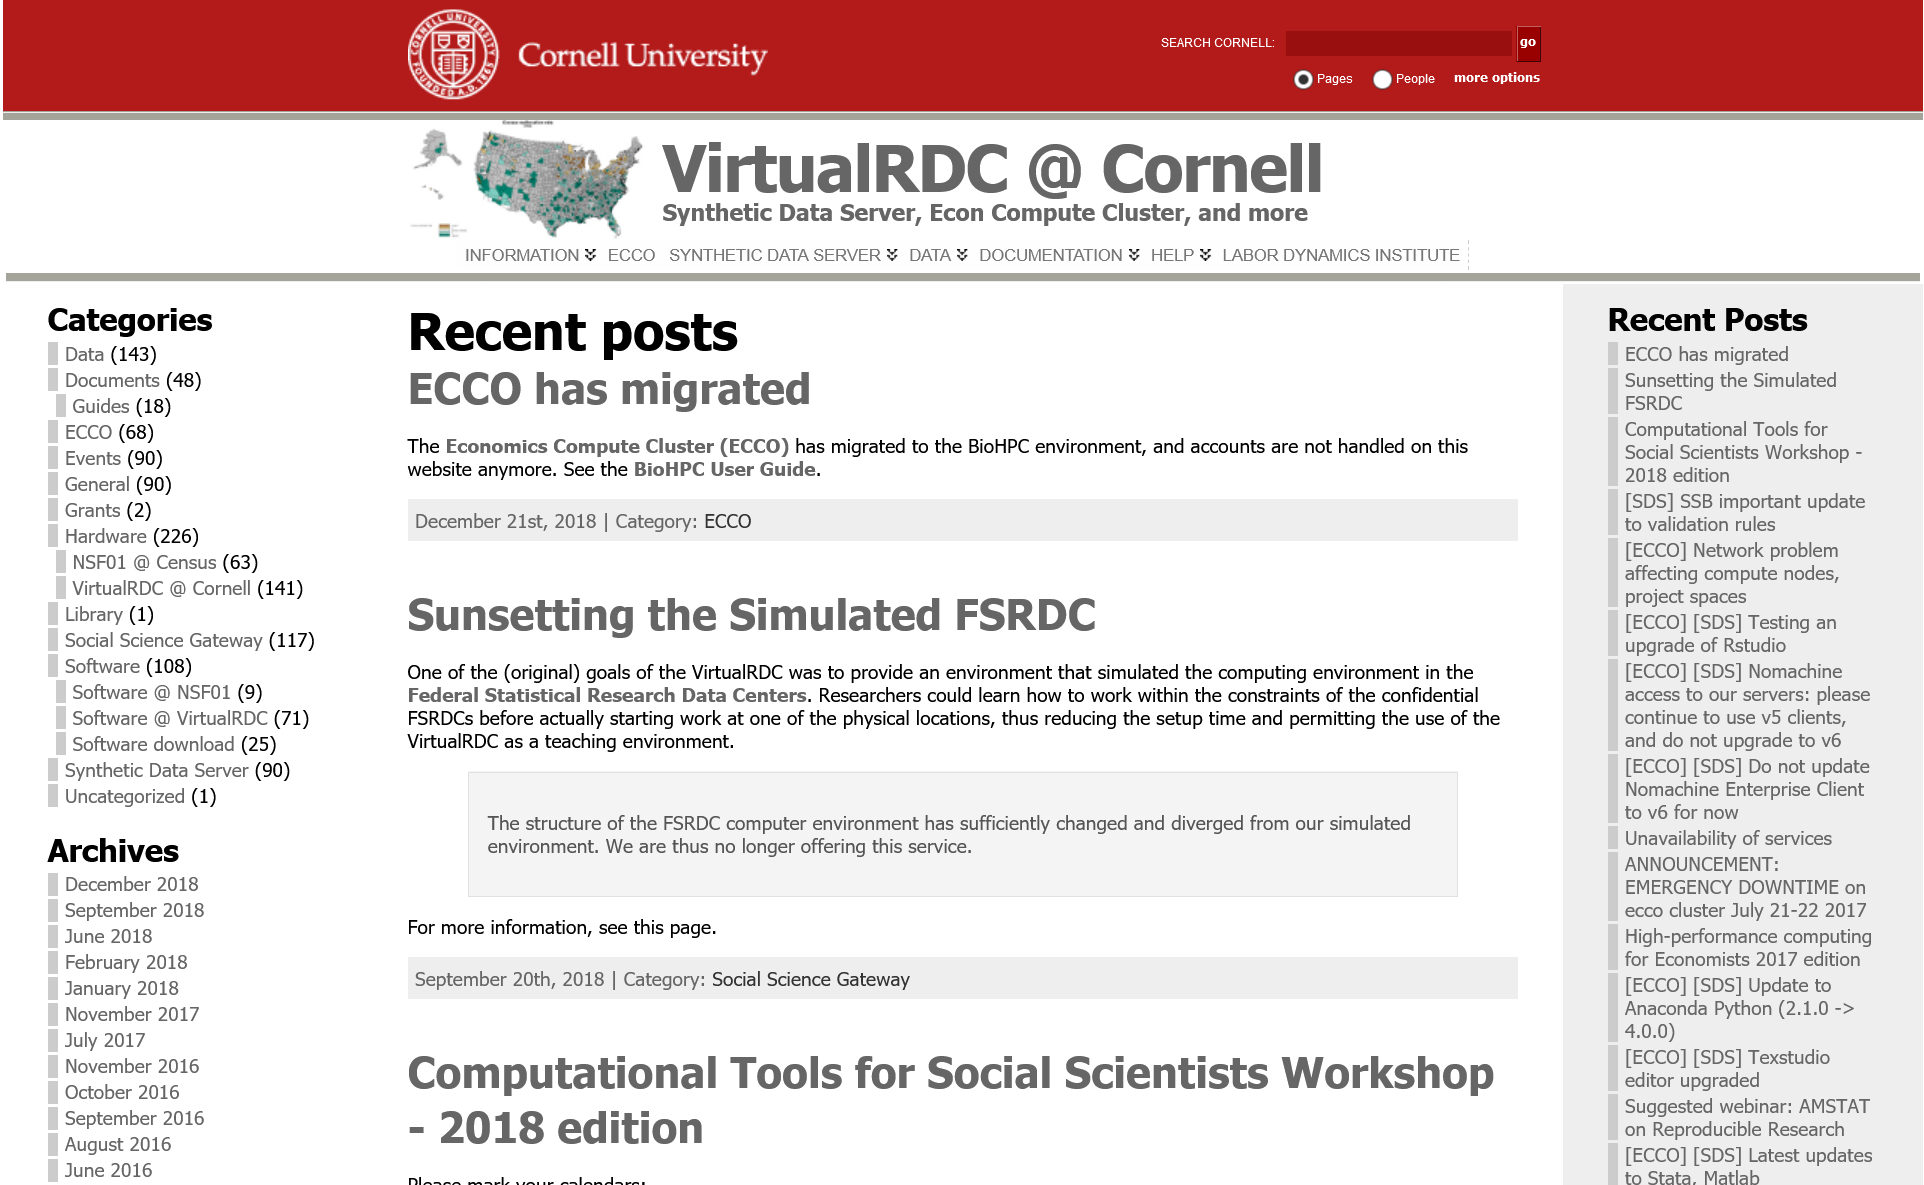 Cornell University
SEARCH CORNELL:
go
Pages
People
more options
VirtualRDC @ Cornell
Synthetic Data Server, Econ Compute Cluster, and more
INFORMATION ECCO SYNTHETIC DATA SERVER DATA DOCUMENTATION HELP LABOR DYNAMICS INSTITUTE
Categories
Data (143)
Documents (48)
Guides (18)
ECCO (68)
Events (90)
General (90)
Grants (2)
Hardware (226)
NSF01 @ Census (63)
VirtualRDC @ Cornell (141)
Library (1)
Social Science Gateway (117)
Software (108)
Software @ NSF01 (9)
Software @ VirtualRDC (71)
Software download (25)
Synthetic Data Server (90)
Uncategorized (1)
Archives
December 2018
September 2018
June 2018
February 2018
January 2018
November 2017
July 2017
November 2016
October 2016
September 2016
August 2016
June 2016
Recent posts
ECCO has migrated
The Economics Compute Cluster (ECCO) has migrated to the BioHPC environment, and accounts are not handled on this
website anymore. See the BioHPC User Guide.
December 21st, 2018 | Category: ECCO
Sunsetting the Simulated FSRDC
One of the (original) goals of the VirtualRDC was to provide an environment that simulated the computing environment in the
Federal Statistical Research Data Centers. Researchers could learn how to work within the constraints of the confidential
FSRDCs before actually starting work at one of the physical locations, thus reducing the setup time and permitting the use of the
VirtualRDC as a teaching environment.
The structure of the FSRDC computer environment has sufficiently changed and diverged from our simulated
environment. We are thus no longer offering this service.
For more information, see this page.
September 20th, 2018 | Category: Social Science Gateway
Computational Tools for Social Scientists Workshop
- 2018 edition
Please mark your calendars:
Recent Posts
ECCO has migrated
Sunsetting the Simulated
FSRDC
Computational Tools for
Social Scientists Workshop -
2018 edition
[SDS] SSB important update
to validation rules
[ECCO] Network problem
affecting compute nodes,
project spaces
[ECCO] [SDS] Testing an
upgrade of Rstudio
[ECCO] [SDS] Nomachine
access to our servers: please
continue to use v5 clients,
and do not upgrade to v6
[ECCO] [SDS] Do not update
Nomachine Enterprise Client
to v6 for now
Unavailability of services
ANNOUNCEMENT:
EMERGENCY DOWNTIME on
ecco cluster July 21-22 2017
High-performance computing
for Economists 2017 edition
[ECCO] [SDS] Update to
Anaconda Python (2.1.0 ->
4.0.0)
[ECCO] [SDS] Texstudio
editor upgraded
Suggested webinar: AMSTAT
on Reproducible Research
[ECCO] [SDS] Latest updates
to Stata, Matlab